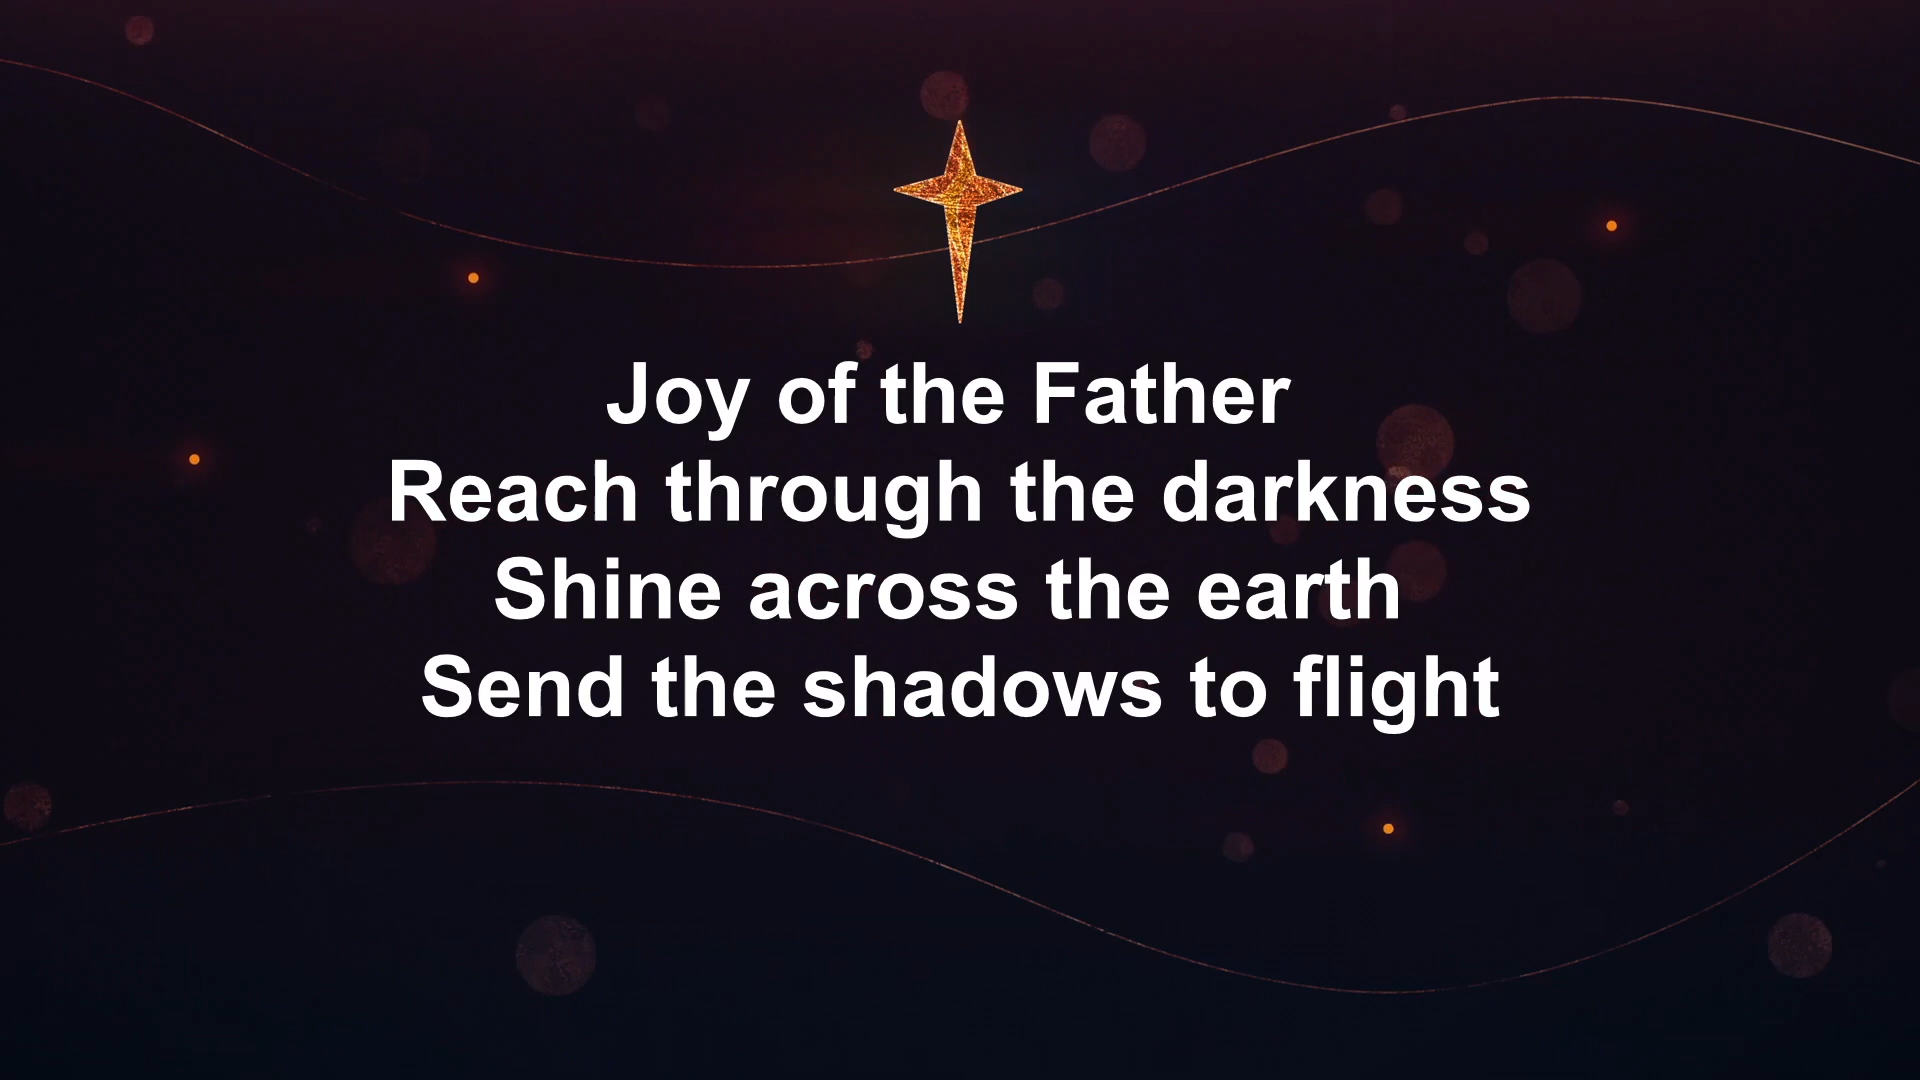 Joy of the Father
Reach through the darkness
Shine across the earth
Send the shadows to flight